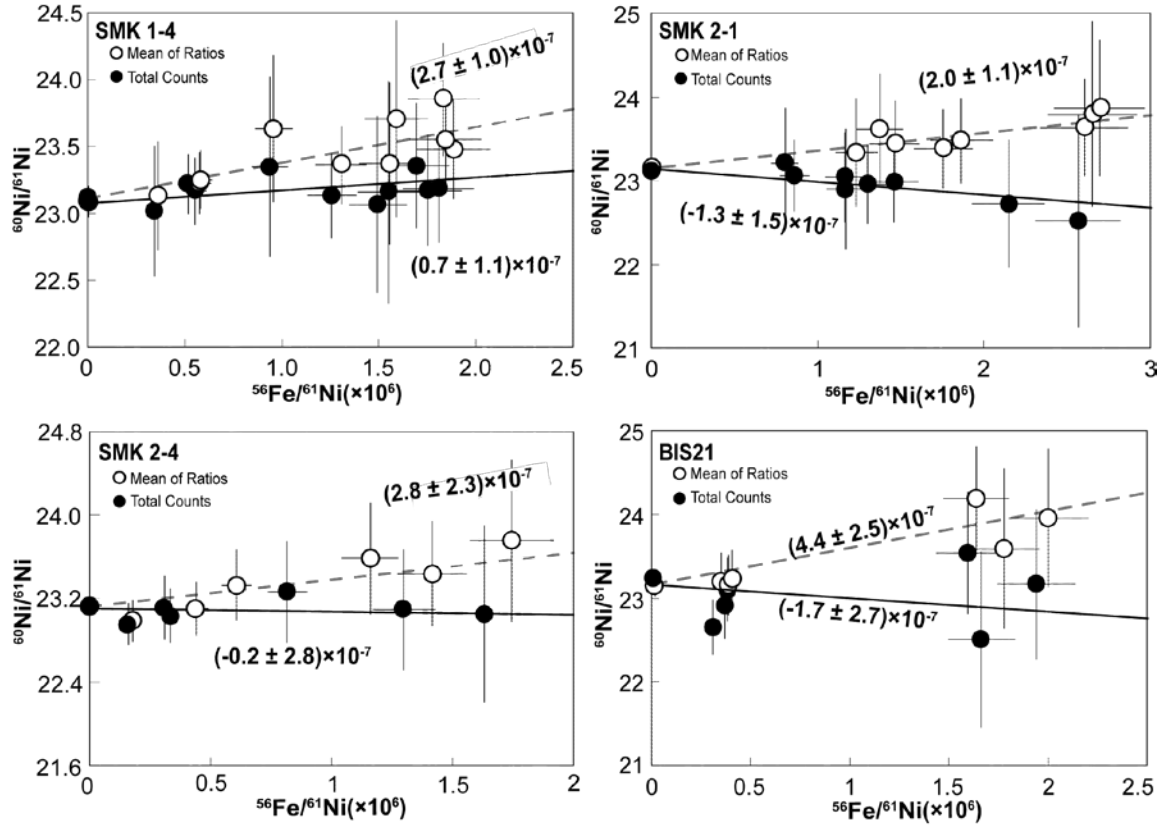 24.5
SMK 1-4
Mean of Ratios
Total Counts
(2.7 ± 1.0)×10⁻⁷
24.0
23.5
⁶⁰Ni/⁶¹Ni
23.0
(0.7 ± 1.1)×10⁻⁷
22.5
22.0
0 0.5 1.0 1.5 2.0 2.5
⁵⁶Fe/⁶¹Ni(×10⁶)
25
SMK 2-1
Mean of Ratios
Total Counts
(2.0 ± 1.1)×10⁻⁷
24
⁶⁰Ni/⁶¹Ni
23
(-1.3 ± 1.5)×10⁻⁷
22
21
0 1 2 3
⁵⁶Fe/⁶¹Ni(×10⁶)
24.8
SMK 2-4
Mean of Ratios
Total Counts
(2.8 ± 2.3)×10⁻⁷
24.0
⁶⁰Ni/⁶¹Ni
23.2
(-0.2 ± 2.8)×10⁻⁷
22.4
21.6
0 0.5 1 1.5 2
⁵⁶Fe/⁶¹Ni(×10⁶)
25
BIS21
Mean of Ratios
Total Counts
(4.4 ± 2.5)×10⁻⁷
24
⁶⁰Ni/⁶¹Ni
23
(-1.7 ± 2.7)×10⁻⁷
22
21
0 0.5 1 1.5 2 2.5
⁵⁶Fe/⁶¹Ni(×10⁶)